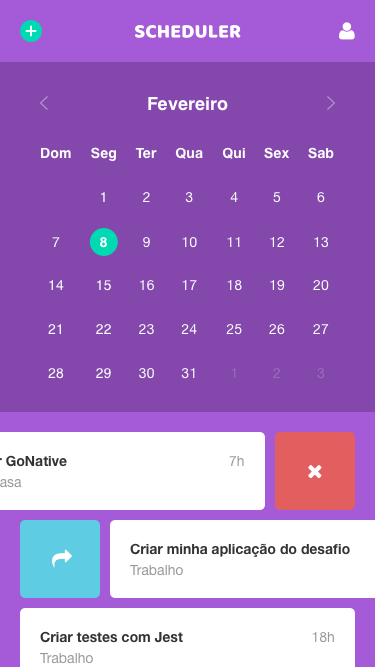 SCHEDULER
Fevereiro
Dom Seg Ter Qua Qui Sex Sab
1 2 3 4 5 6
7 8 9 10 11 12 13
14 15 16 17 18 19 20
21 22 23 24 25 26 27
28 29 30 31 1 2 3
r GoNative 7h
asa
Criar minha aplicação do desafio
Trabalho
Criar testes com Jest 18h
Trabalho